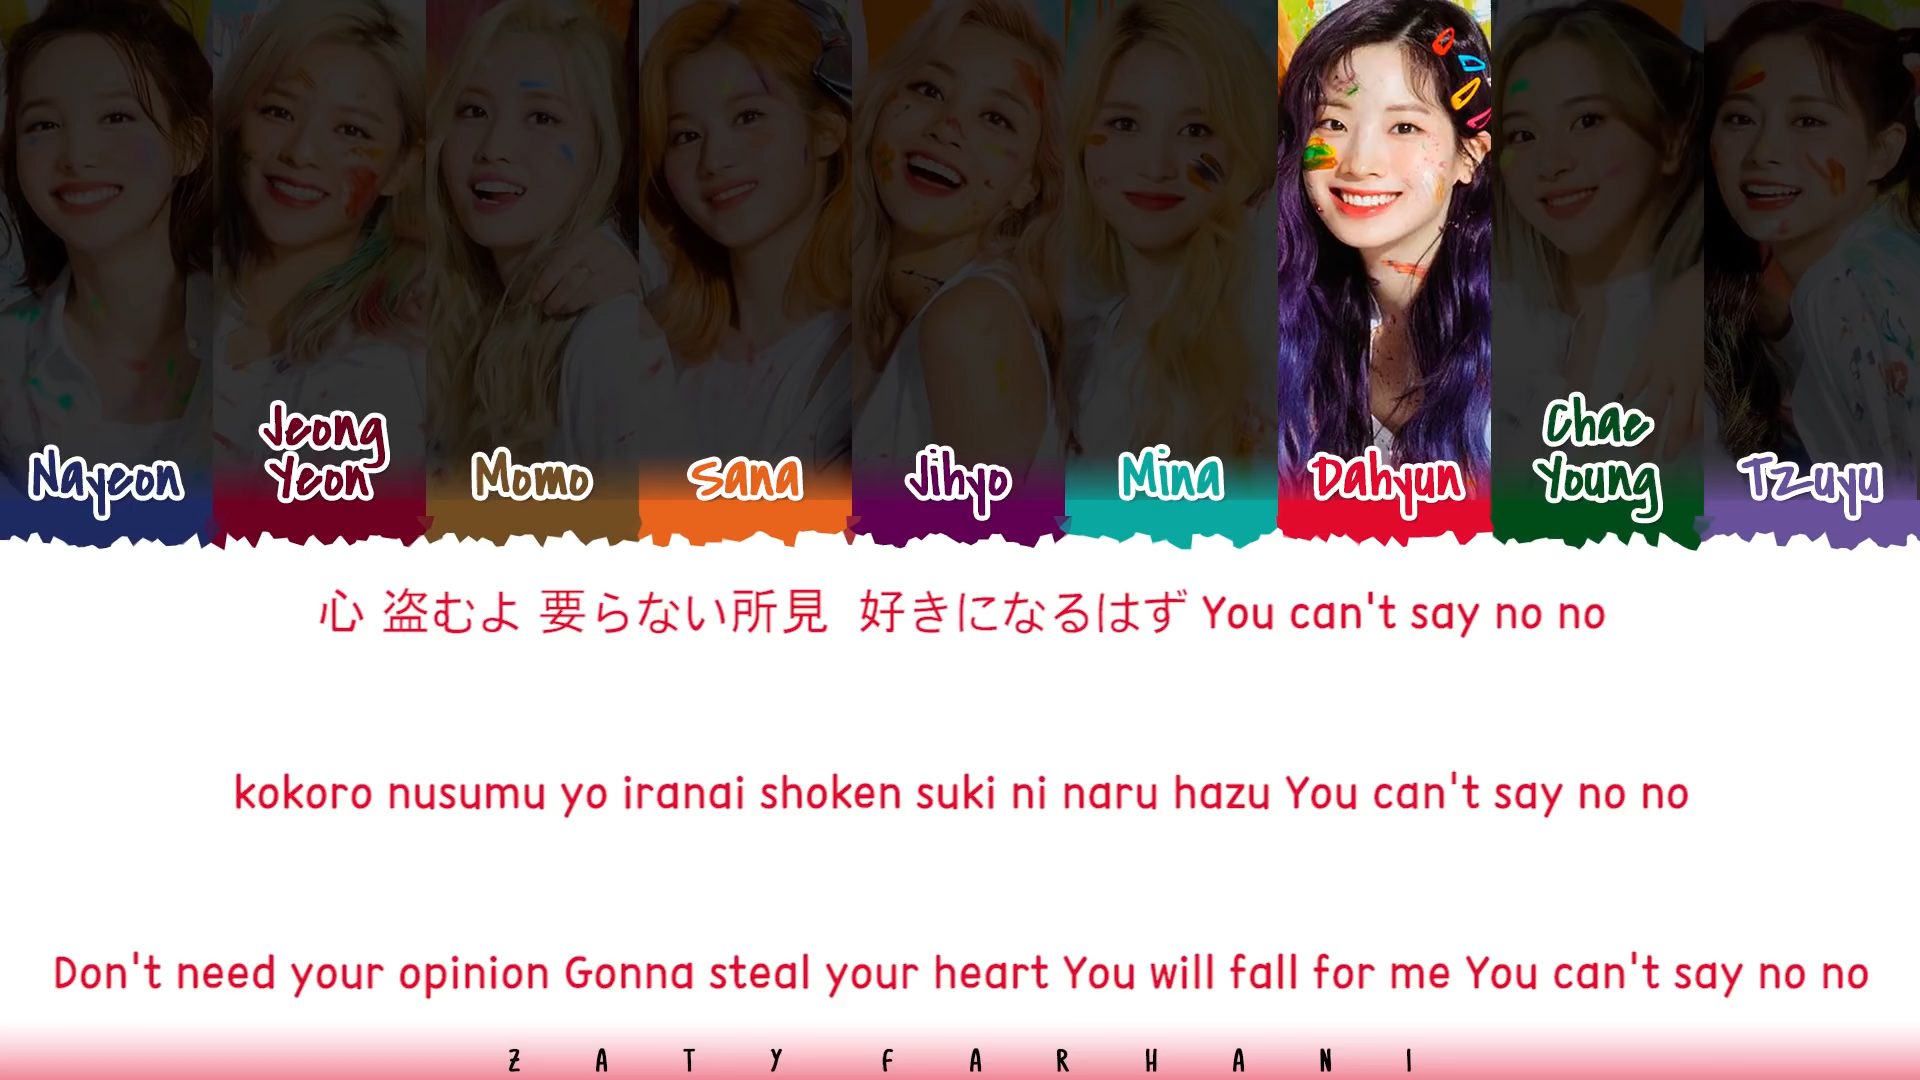 Nayeon
Jeong
Yeon
Momo
Sana
Jihyo
Mina
Dahyun
Chae
Young
Tzuyu
心 盗むよ 要らない所見 好きになるはず You can't say no no
kokoro nusumu yo iranai shoken suki ni naru hazu You can't say no no
Don't need your opinion Gonna steal your heart You will fall for me You can't say no no
ZATY FARHANI